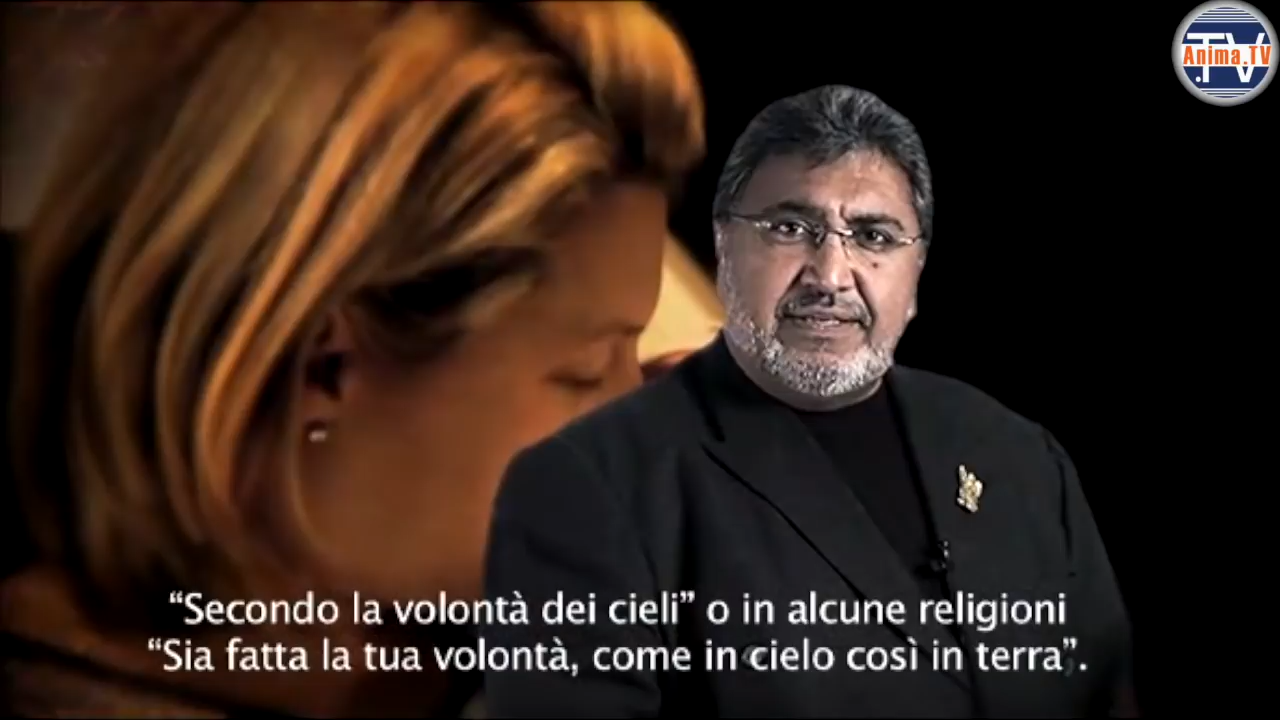 .TV
Anima.TV
“Secondo la volontà dei cieli” o in alcune religioni
“Sia fatta la tua volontà, come in cielo così in terra”.